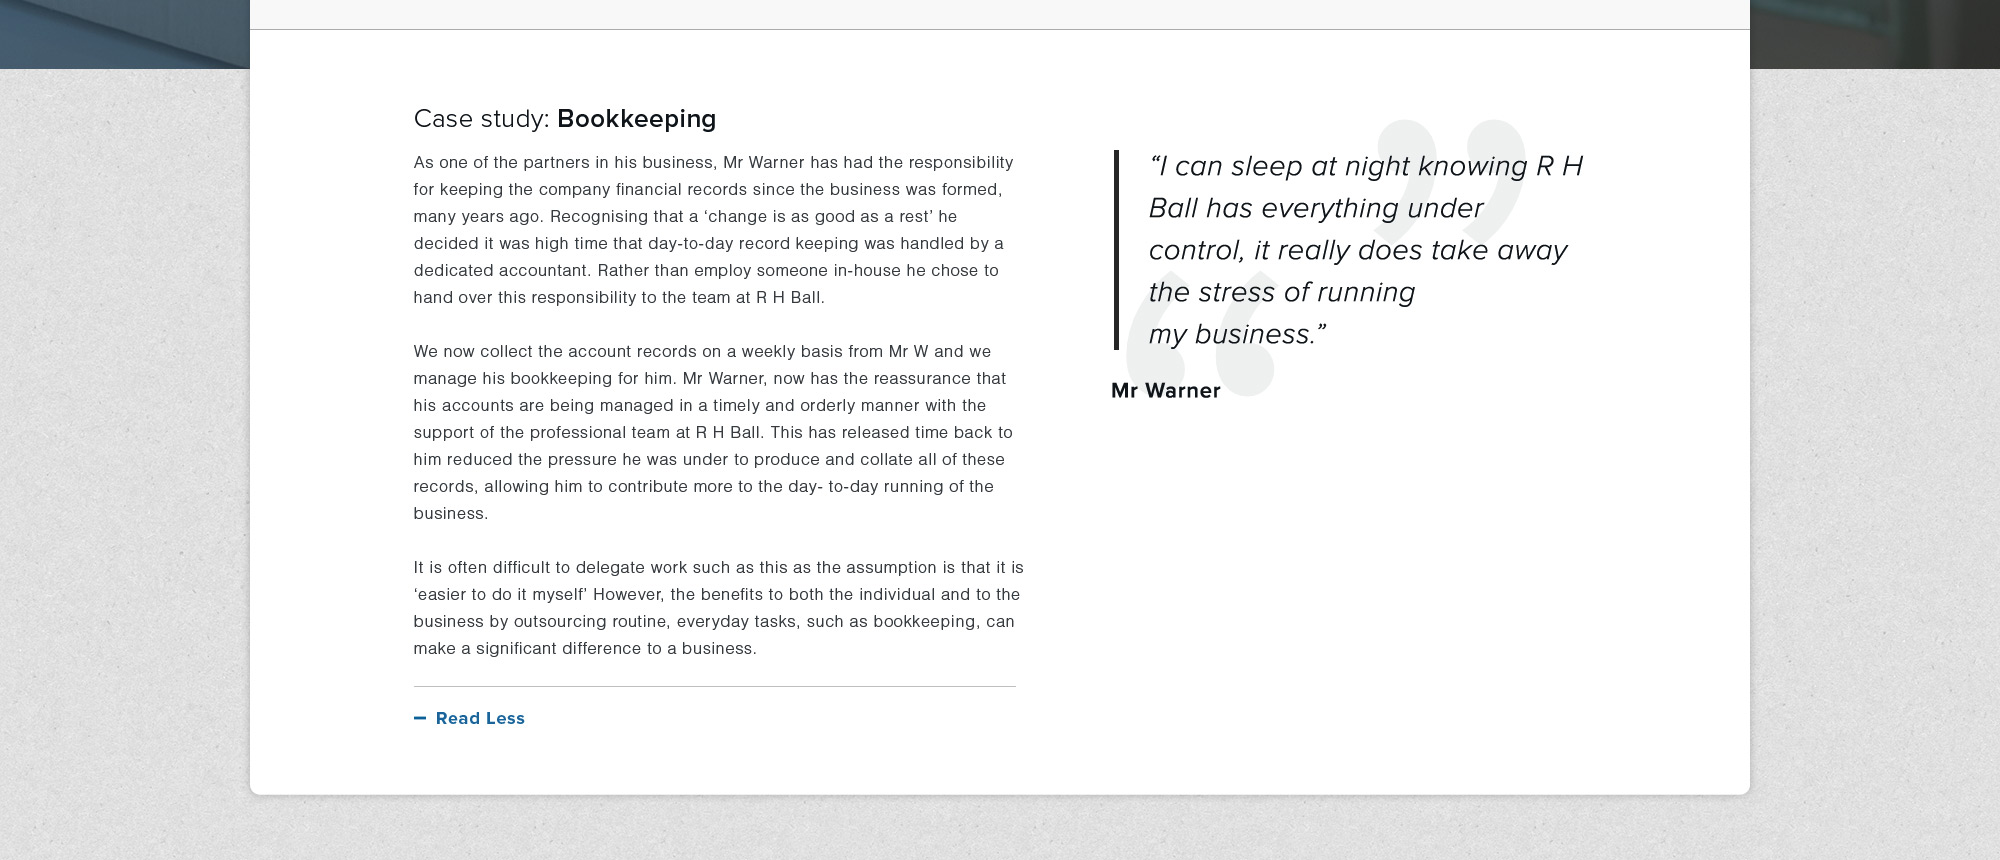 Case study: Bookkeeping
As one of the partners in his business, Mr Warner has had the responsibility
for keeping the company financial records since the business was formed,
many years ago. Recognising that a ‘change is as good as a rest’ he
decided it was high time that day-to-day record keeping was handled by a
dedicated accountant. Rather than employ someone in-house he chose to
hand over this responsibility to the team at R H Ball.
We now collect the account records on a weekly basis from Mr W and we
manage his bookkeeping for him. Mr Warner, now has the reassurance that
his accounts are being managed in a timely and orderly manner with the
support of the professional team at R H Ball. This has released time back to
him reduced the pressure he was under to produce and collate all of these
records, allowing him to contribute more to the day- to-day running of the
business.
It is often difficult to delegate work such as this as the assumption is that it is
‘easier to do it myself’ However, the benefits to both the individual and to the
business by outsourcing routine, everyday tasks, such as bookkeeping, can
make a significant difference to a business.
Read Less
“I can sleep at night knowing R H
Ball has everything under
control, it really does take away
the stress of running
my business.”
Mr Warner